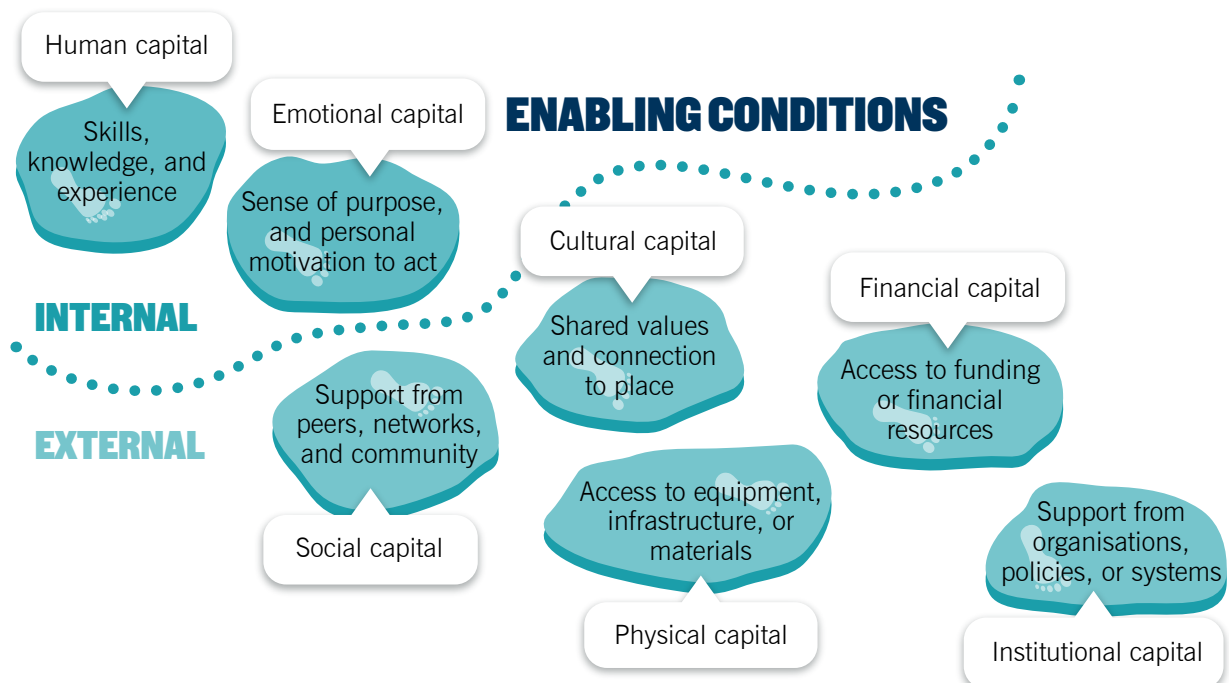 Human capital
Skills,
knowledge, and
experience
Emotional capital
Sense of purpose,
and personal
motivation to act
ENABLING CONDITIONS
INTERNAL
EXTERNAL
Support from
peers, networks,
and community
Social capital
Cultural capital
Shared values
and connection
to place
Access to equipment,
infrastructure, or
materials
Physical capital
Financial capital
Access to funding
or financial
resources
Support from
organisations,
policies, or systems
Institutional capital